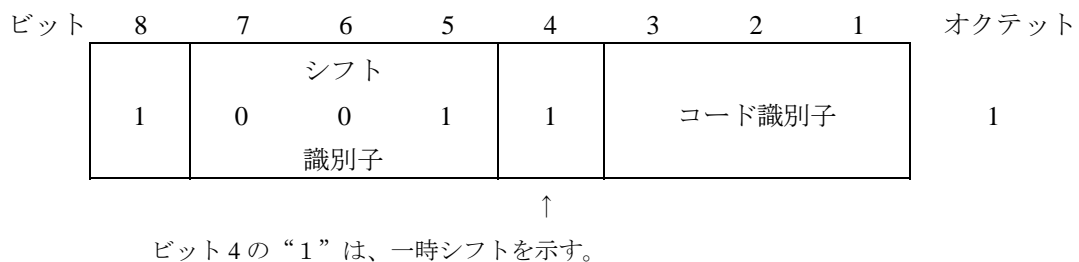 ビット 8 7 6 5 4 3 2 1 オクテット
シフト
1 0 0 1 1 コード識別子 1
識別子
↑
ビット4の“1”は、一時シフトを示す。